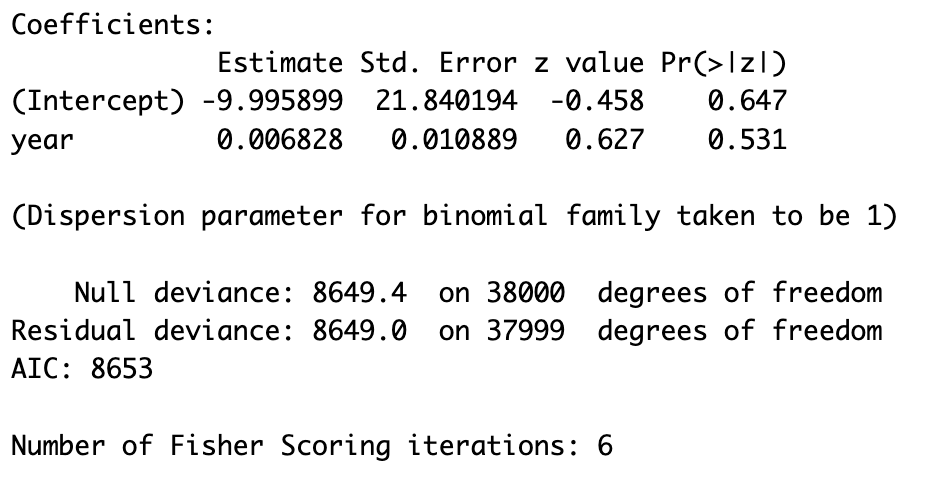 Coefficients:
Estimate Std. Error z value Pr(>|z|)
(Intercept) -9.995899 21.840194 -0.458 0.647
year 0.006828 0.010889 0.627 0.531
(Dispersion parameter for binomial family taken to be 1)
Null deviance: 8649.4 on 38000 degrees of freedom
Residual deviance: 8649.0 on 37999 degrees of freedom
AIC: 8653
Number of Fisher Scoring iterations: 6